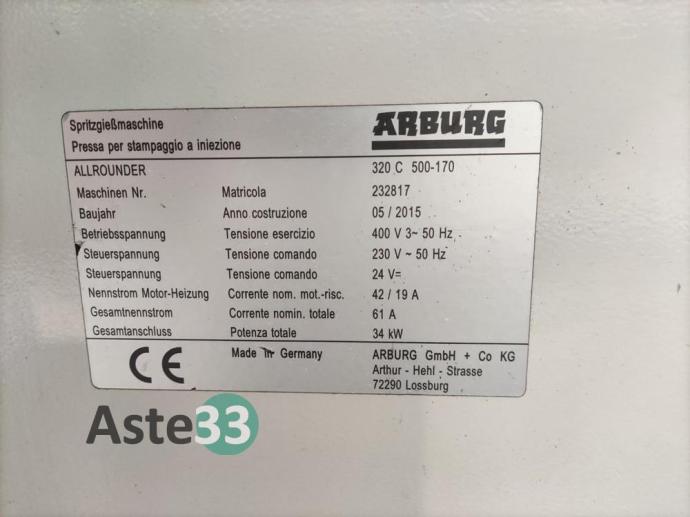 Spritzgießmaschine
Pressa per stampaggio a iniezione
ARBURG
ALLROUNDER 320 C 500-170
Maschinen Nr. Matricola 232817
Baujahr Anno costruzione 05 / 2015
Betriebsspannung Tensione esercizio 400 V 3~ 50 Hz
Steuerspannung Tensione comando 230 V ~ 50 Hz
Steuerspannung Tensione comando 24 V=
Nennstrom Motor-Heizung Corrente nom. mot.-risc. 42 / 19 A
Gesamtnennstrom Corrente nomin. totale 61 A
Gesamtanschluss Potenza totale 34 kW
CE Made in Germany ARBURG GmbH + Co KG
Arthur - Hehl - Strasse
72290 Lossburg
Aste33